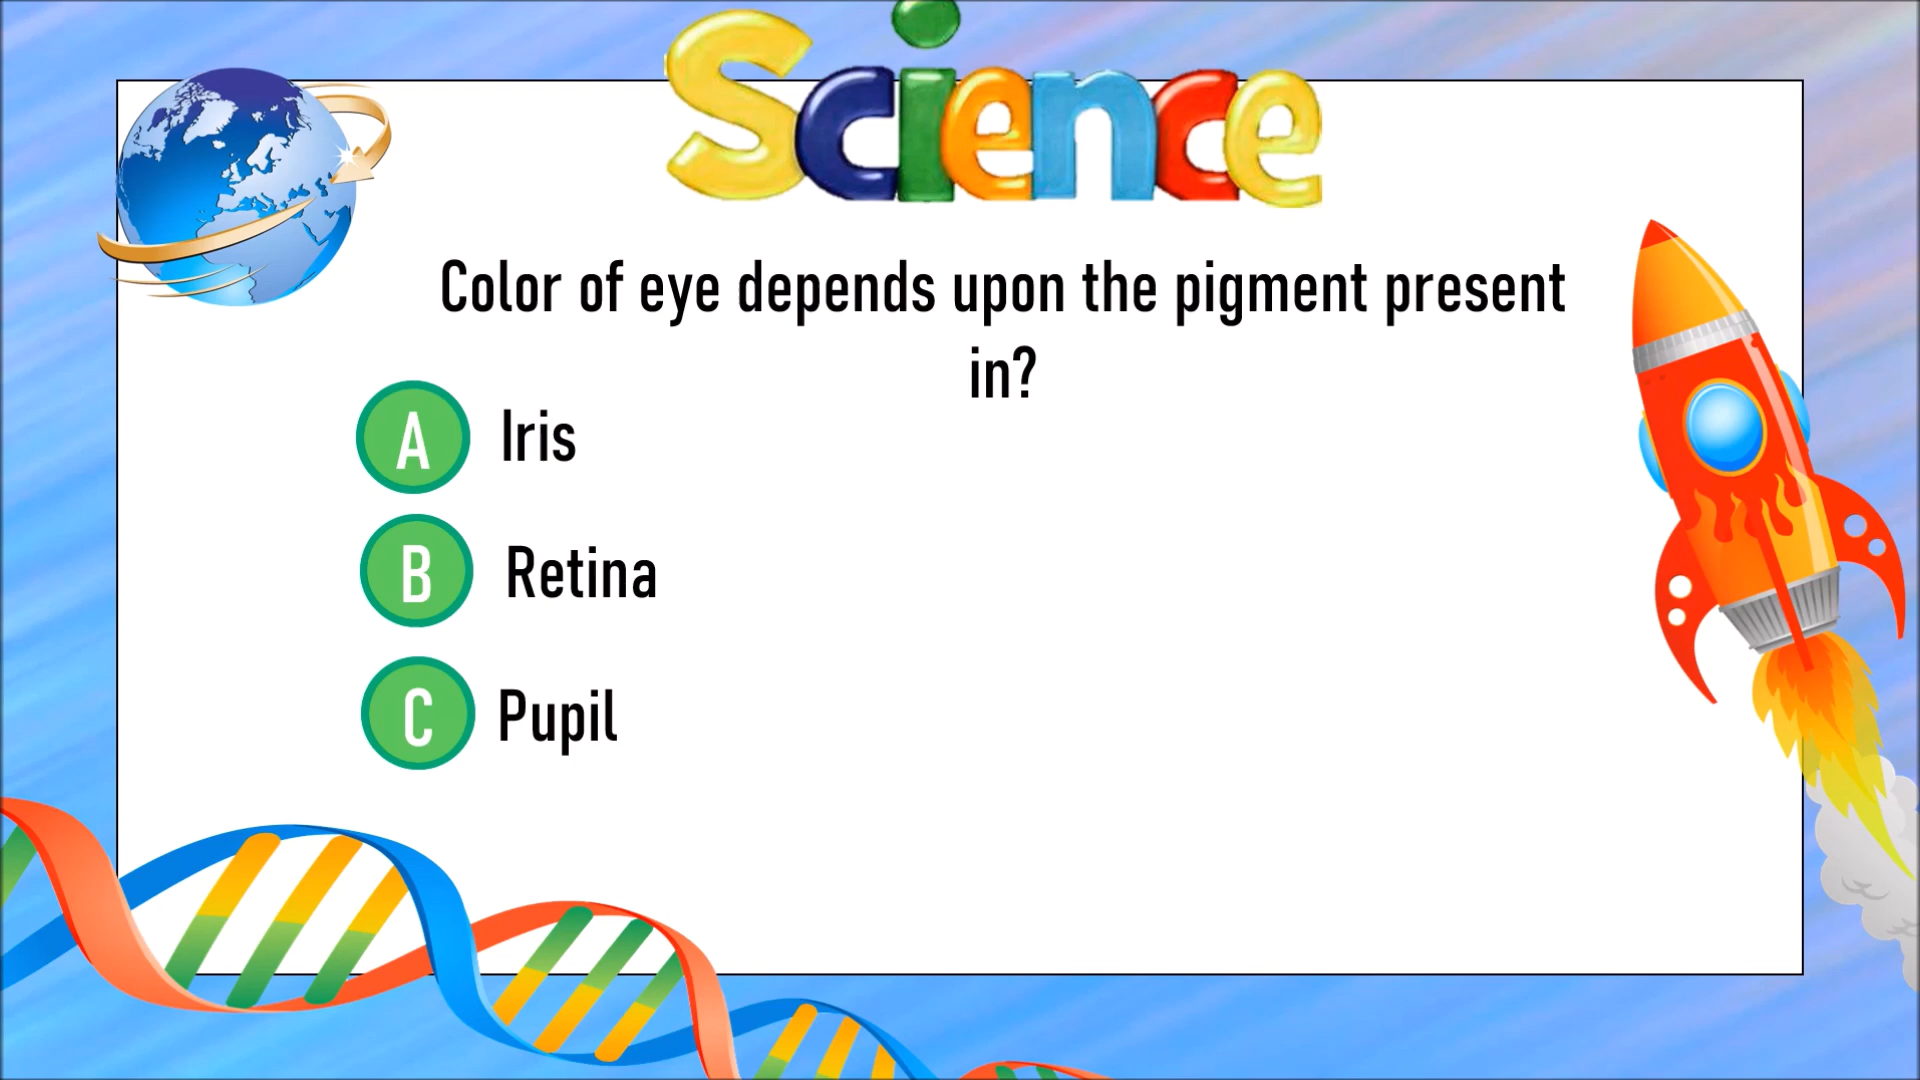 Science
Color of eye depends upon the pigment present
in?
A Iris
B Retina
C Pupil